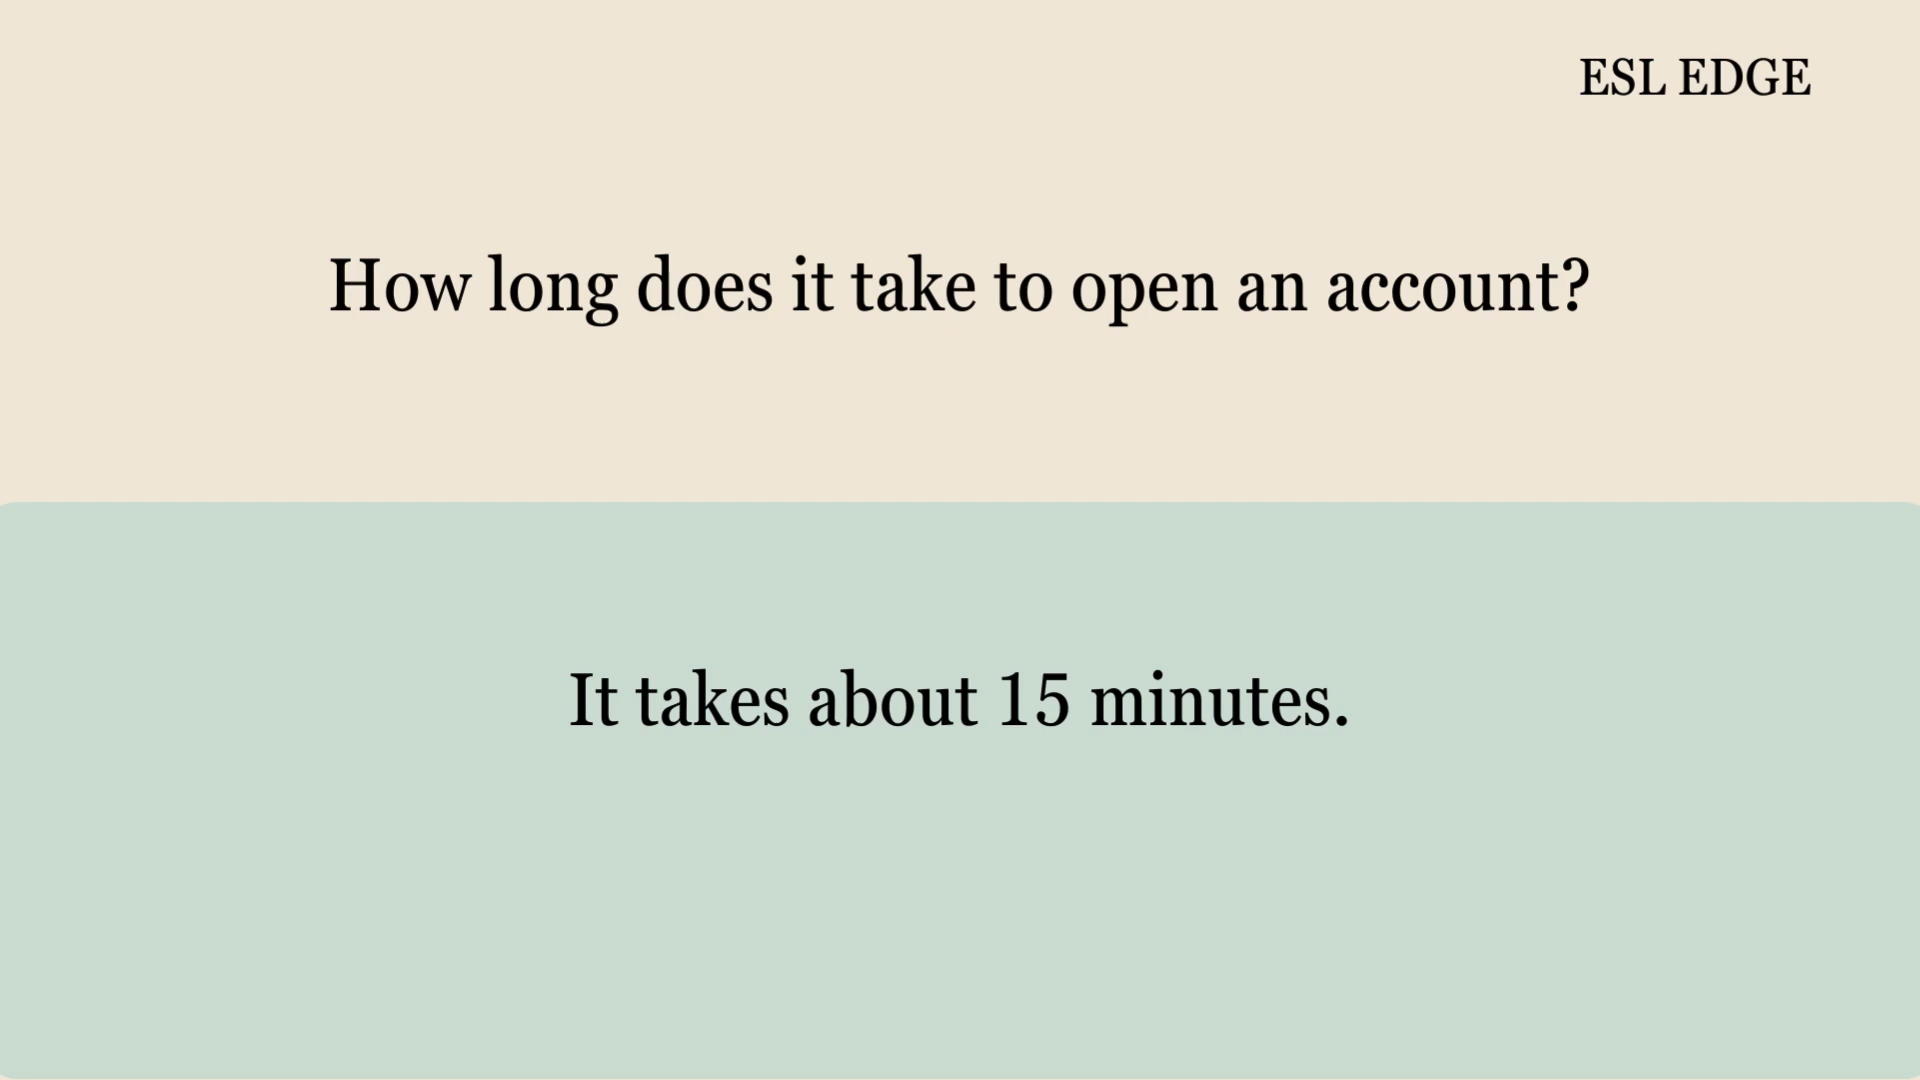 ESL EDGE
How long does it take to open an account?
It takes about 15 minutes.